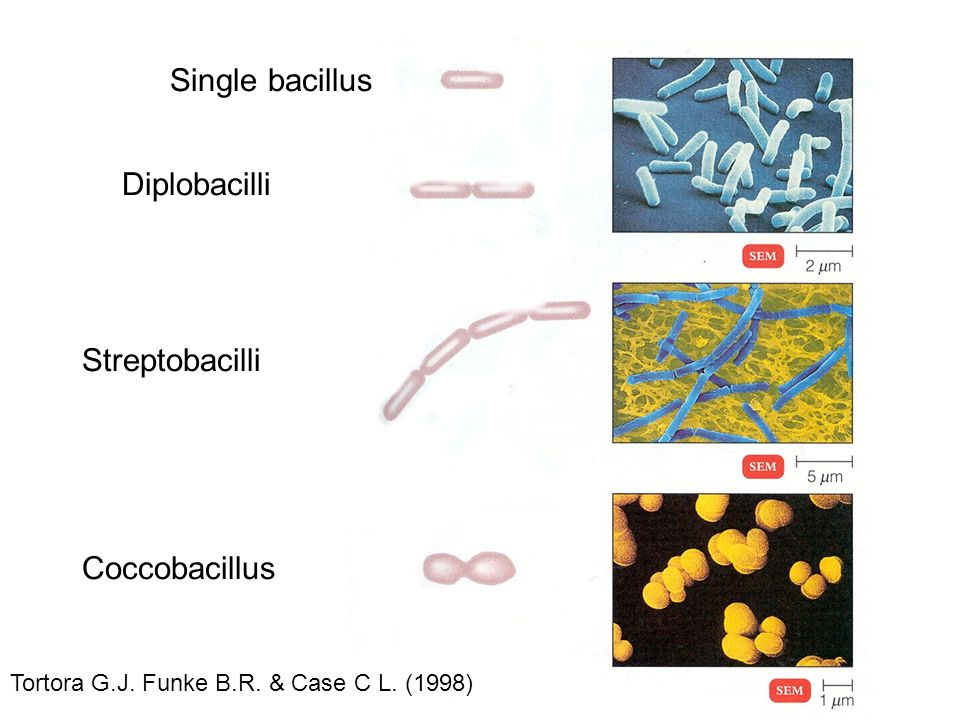 Single bacillus
Diplobacilli
SEM 2 μm
Streptobacilli
SEM 5 μm
Coccobacillus
Tortora G.J. Funke B.R. & Case C L. (1998)
SEM 1 μm